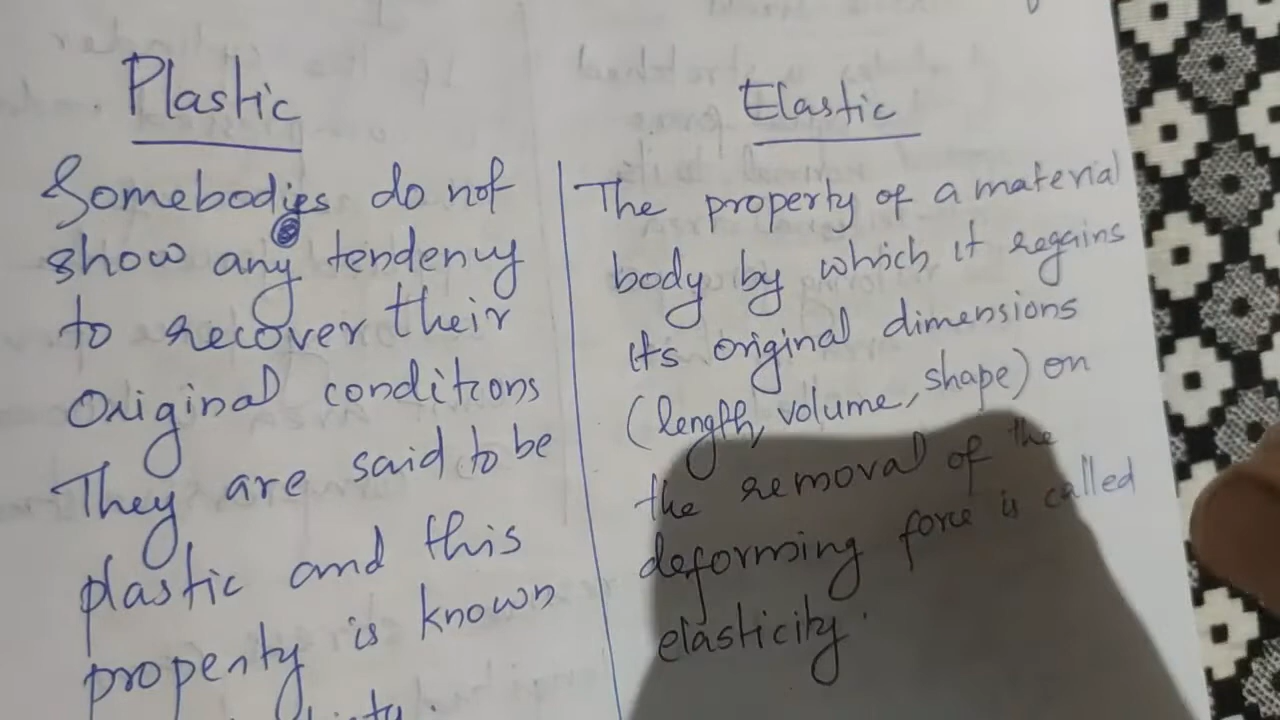 Plastic
Somebodies do not
show any tendency
to recover their
Original conditions
They are said to be
plastic and this
property is known
Elastic
The property of a material
body by which it regains
its original dimensions
(length, volume, shape) on
the removal of the
deforming force is called
elasticity.